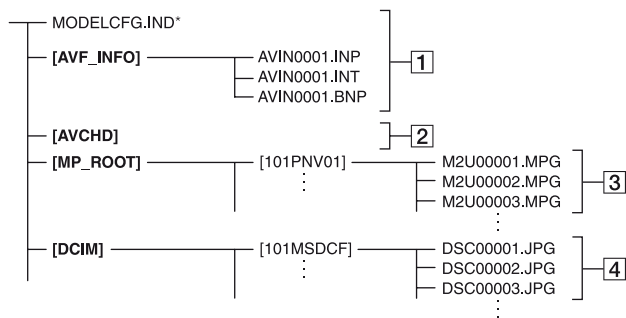 MODELCFG.IND*
[AVF_INFO] AVIN0001.INP
AVIN0001.INT
AVIN0001.BNP
1
[AVCHD]
2
[MP_ROOT] [101PNV01] M2U00001.MPG
M2U00002.MPG
M2U00003.MPG
3
[DCIM] [101MSDCF] DSC00001.JPG
DSC00002.JPG
DSC00003.JPG
4